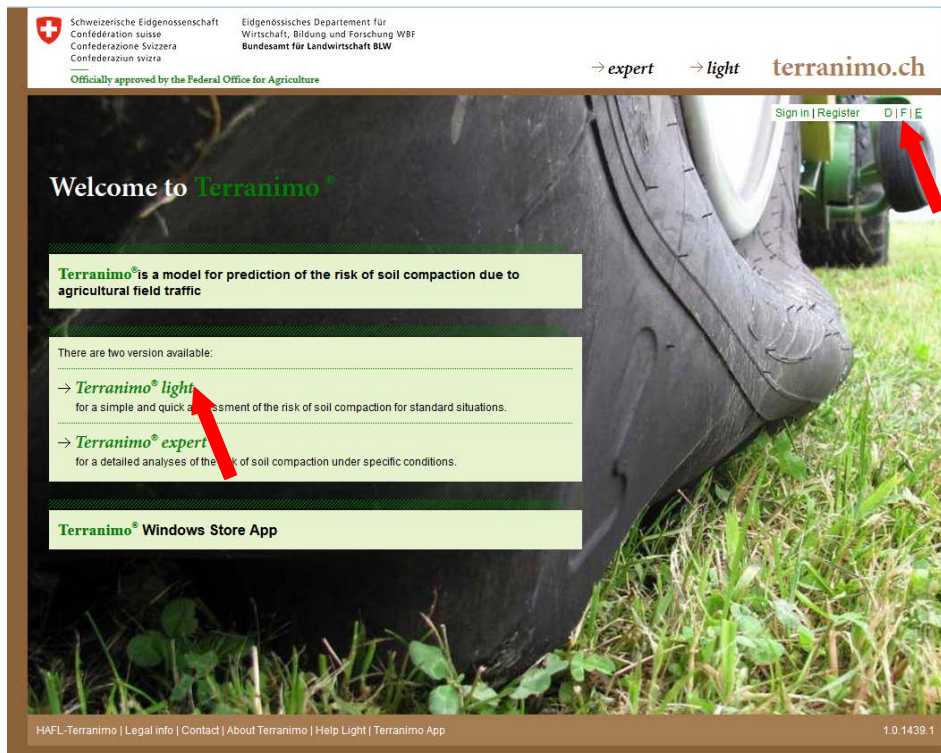 Schweizerische Eidgenossenschaft
Confédération suisse
Confederazione Svizzera
Confederaziun svizra
Eidgenössisches Departement für
Wirtschaft, Bildung und Forschung WBF
Bundesamt für Landwirtschaft BLW
Officially approved by the Federal Office for Agriculture
→ expert → light terranimo.ch
Sign in | Register D | F | E
Welcome to Terranimo ®
Terranimo® is a model for prediction of the risk of soil compaction due to
agricultural field traffic
There are two version available:
→ Terranimo® light
for a simple and quick assessment of the risk of soil compaction for standard situations.
→ Terranimo® expert
for a detailed analyses of the risk of soil compaction under specific conditions.
Terranimo® Windows Store App
HAFL-Terranimo | Legal info | Contact | About Terranimo | Help Light | Terranimo App 1.0.1439.1